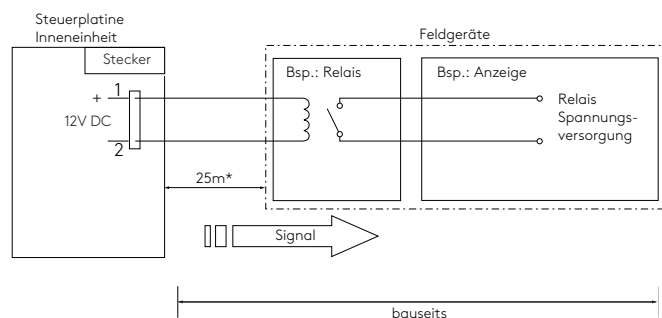 Steuerplatine
Inneneinheit
Stecker
Feldgeräte
Bsp.: Relais
Bsp.: Anzeige
+
1
12V DC
2
Relais
Spannungs-
versorgung
25m*
Signal
bauseits